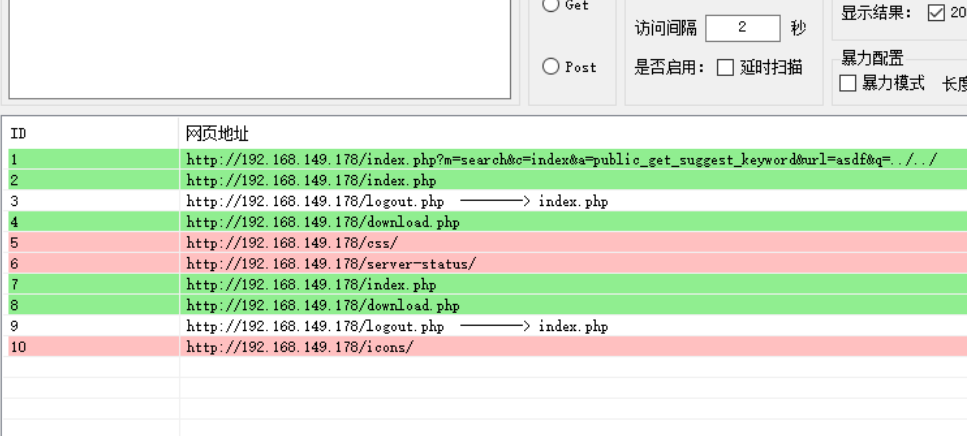 Get
Post
访问间隔 2 秒
是否启用： 延时扫描
显示结果： 20
暴力配置
暴力模式 长度
ID 网页地址
1 http://192.168.149.178/index.php?m=search&c=index&a=public_get_suggest_keyword&url=asdf&q=../../
2 http://192.168.149.178/index.php
3 http://192.168.149.178/logout.php ————> index.php
4 http://192.168.149.178/download.php
5 http://192.168.149.178/css/
6 http://192.168.149.178/server-status/
7 http://192.168.149.178/index.php
8 http://192.168.149.178/download.php
9 http://192.168.149.178/logout.php ————> index.php
10 http://192.168.149.178/icons/